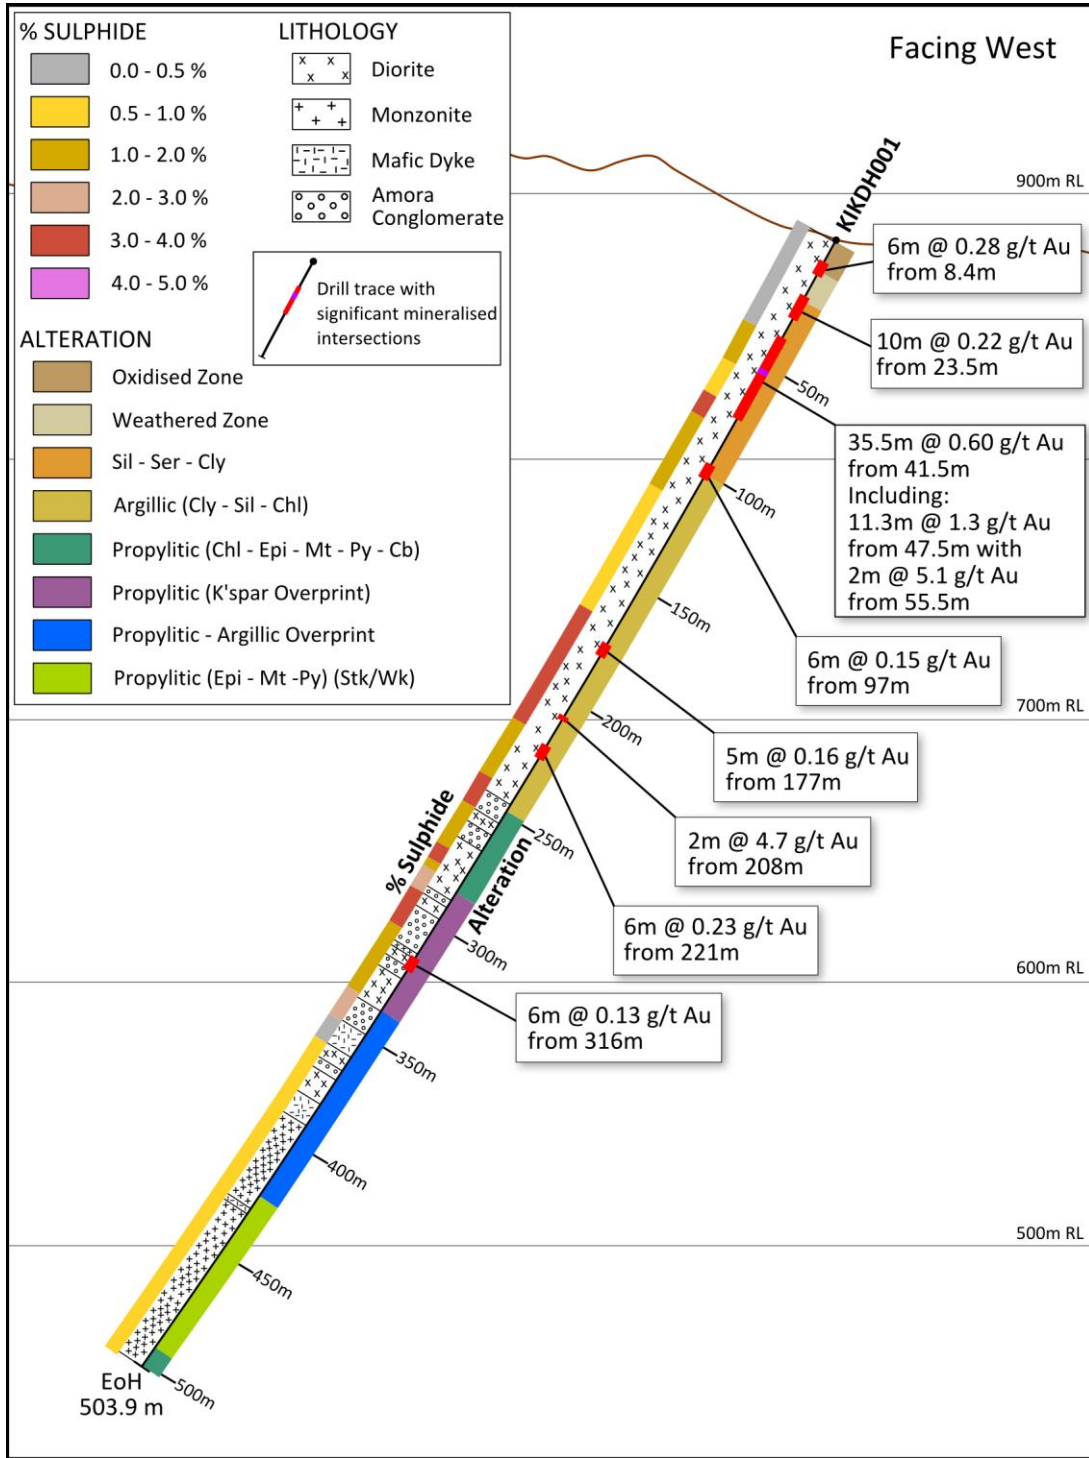 % SULPHIDE
0.0 - 0.5 %
0.5 - 1.0 %
1.0 - 2.0 %
2.0 - 3.0 %
3.0 - 4.0 %
4.0 - 5.0 %
LITHOLOGY
Diorite
Monzonite
Mafic Dyke
Amora
Conglomerate
Drill trace with
significant mineralised
intersections
ALTERATION
Oxidised Zone
Weathered Zone
Sil - Ser - Cly
Argillic (Cly - Sil - Chl)
Propylitic (Chl - Epi - Mt - Py - Cb)
Propylitic (K'spar Overprint)
Propylitic - Argillic Overprint
Propylitic (Epi - Mt -Py) (Stk/Wk)
Facing West
KIKDH001
900m RL
6m @ 0.28 g/t Au
from 8.4m
10m @ 0.22 g/t Au
from 23.5m
50m
35.5m @ 0.60 g/t Au
from 41.5m
Including:
11.3m @ 1.3 g/t Au
from 47.5m with
2m @ 5.1 g/t Au
from 55.5m
100m
150m
6m @ 0.15 g/t Au
from 97m
700m RL
200m
5m @ 0.16 g/t Au
from 177m
% Sulphide
250m
2m @ 4.7 g/t Au
from 208m
Alteration
300m
6m @ 0.23 g/t Au
from 221m
600m RL
6m @ 0.13 g/t Au
from 316m
350m
400m
500m RL
450m
500m
EoH
503.9 m